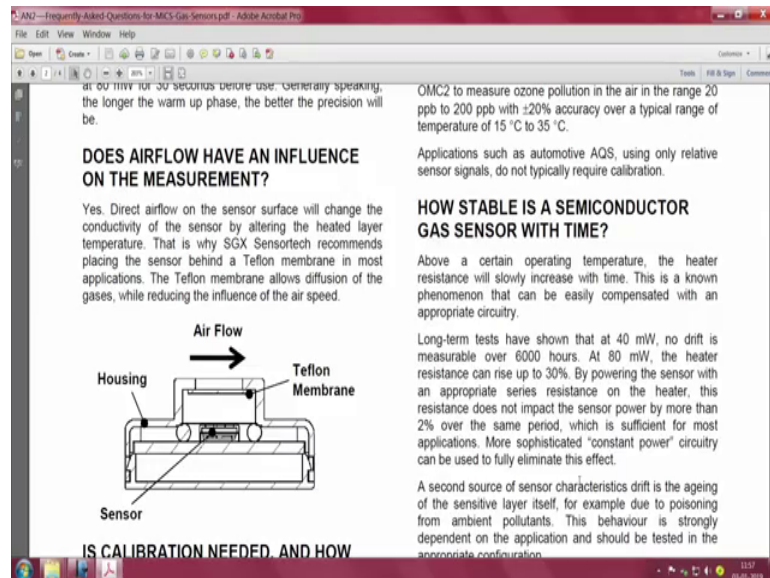 AN2---Frequently-Asked-Questions-for-MiCS-Gas-Sensors.pdf - Adobe Acrobat Pro
File Edit View Window Help
Open Create
Customize
Tools Fill & Sign Comment
at 80 mW for 30 seconds before use. Generally speaking,
the longer the warm up phase, the better the precision will
be.
DOES AIRFLOW HAVE AN INFLUENCE
ON THE MEASUREMENT?
Yes. Direct airflow on the sensor surface will change the
conductivity of the sensor by altering the heated layer
temperature. That is why SGX Sensortech recommends
placing the sensor behind a Teflon membrane in most
applications. The Teflon membrane allows diffusion of the
gases, while reducing the influence of the air speed.
Air Flow
Housing
Teflon
Membrane
Sensor
IS CALIBRATION NEEDED, AND HOW
OMC2 to measure ozone pollution in the air in the range 20
ppb to 200 ppb with ±20% accuracy over a typical range of
temperature of 15 °C to 35 °C.
Applications such as automotive AQS, using only relative
sensor signals, do not typically require calibration.
HOW STABLE IS A SEMICONDUCTOR
GAS SENSOR WITH TIME?
Above a certain operating temperature, the heater
resistance will slowly increase with time. This is a known
phenomenon that can be easily compensated with an
appropriate circuitry.
Long-term tests have shown that at 40 mW, no drift is
measurable over 6000 hours. At 80 mW, the heater
resistance can rise up to 30%. By powering the sensor with
an appropriate series resistance on the heater, this
resistance does not impact the sensor power by more than
2% over the same period, which is sufficient for most
applications. More sophisticated "constant power" circuitry
can be used to fully eliminate this effect.
A second source of sensor characteristics drift is the ageing
of the sensitive layer itself, for example due to poisoning
from ambient pollutants. This behaviour is strongly
dependent on the application and should be tested in the
appropriate configuration.
11:57